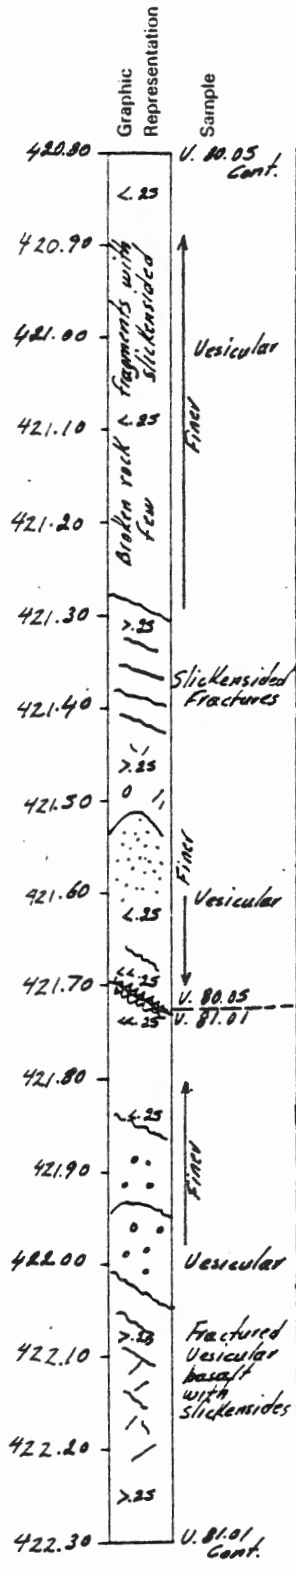 Graphic
Representation
Sample
420.80
U. 80.05
Cont.
<.25
420.90
Broken rock fragments with
few slickensided
421.00
Vesicular
421.10
<.25
Finer
421.20
421.30
>.25
Slickensided
Fractures
421.40
>.25
421.50
Finer
421.60
Vesicular
<.25
421.70
<<.25
U. 80.05
U. 81.01
<<.25
421.80
<.25
421.90
Finer
422.00
Vesicular
>.25
Fractured
Vesicular
basalt
with
slickensides
422.10
422.20
>.25
422.30
U. 81.01
Cont.